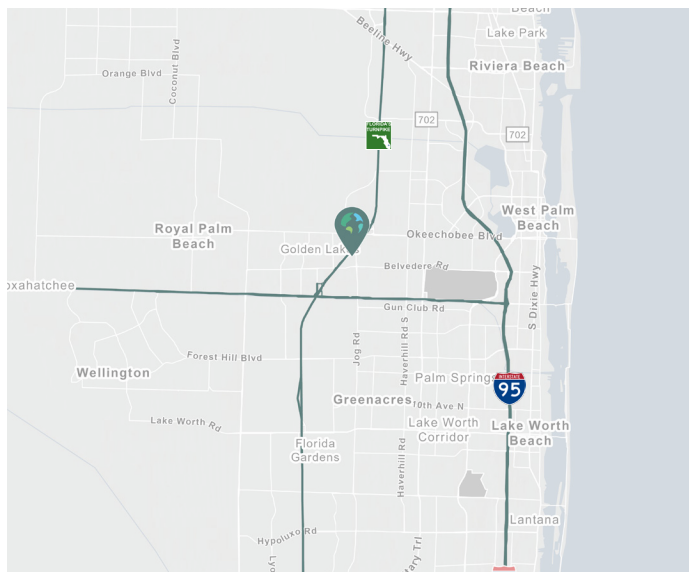 Beach
Lake Park
Beeline Hwy
Coconut Blvd
Orange Blvd
Riviera Beach
702
FLORIDA'S
TURNPIKE
702
Royal Palm
Beach
West Palm
Beach
Okeechobee Blvd
Golden Lakes
Belvedere Rd
oxahatchee
S Dixie Hwy
Gun Club Rd
Jog Rd
Haverhill Rd S
Forest Hill Blvd
Wellington
Palm Springs
INTERSTATE
95
Greenacres
10th Ave N
Lake Worth Rd
Lake Worth
Corridor
Lake Worth
Beach
Florida
Gardens
Haverhill Rd
Lantana
Hypoluxo Rd
Lyo
ary Trl